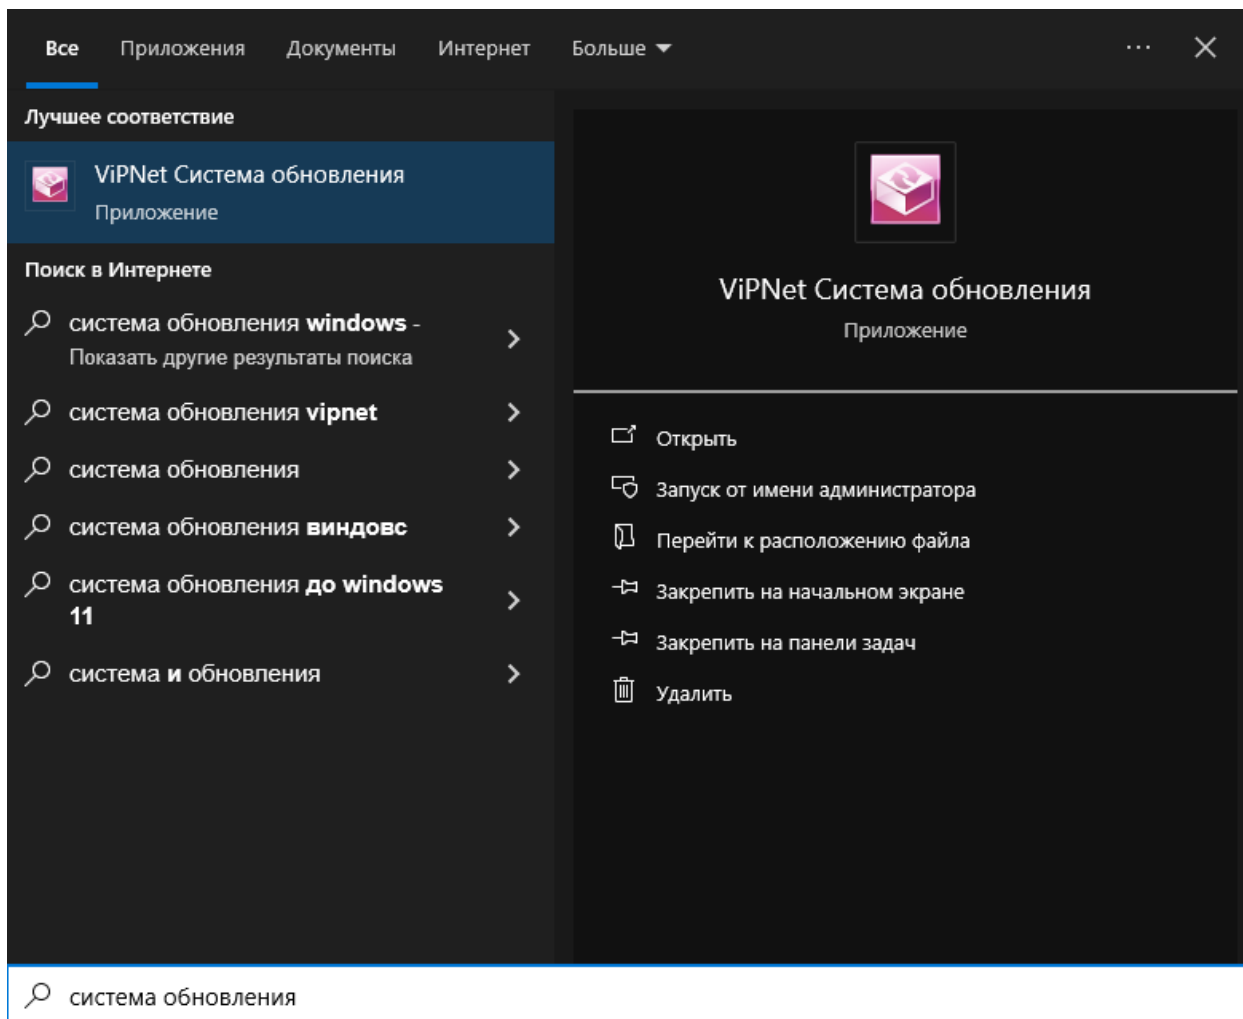 Все Приложения Документы Интернет Больше ...
Лучшее соответствие
ViPNet Система обновления
Приложение
Поиск в Интернете
система обновления windows -
Показать другие результаты поиска
система обновления vipnet
система обновления
система обновления виндовс
система обновления до windows
11
система и обновления
ViPNet Система обновления
Приложение
Открыть
Запуск от имени администратора
Перейти к расположению файла
Закрепить на начальном экране
Закрепить на панели задач
Удалить
система обновления